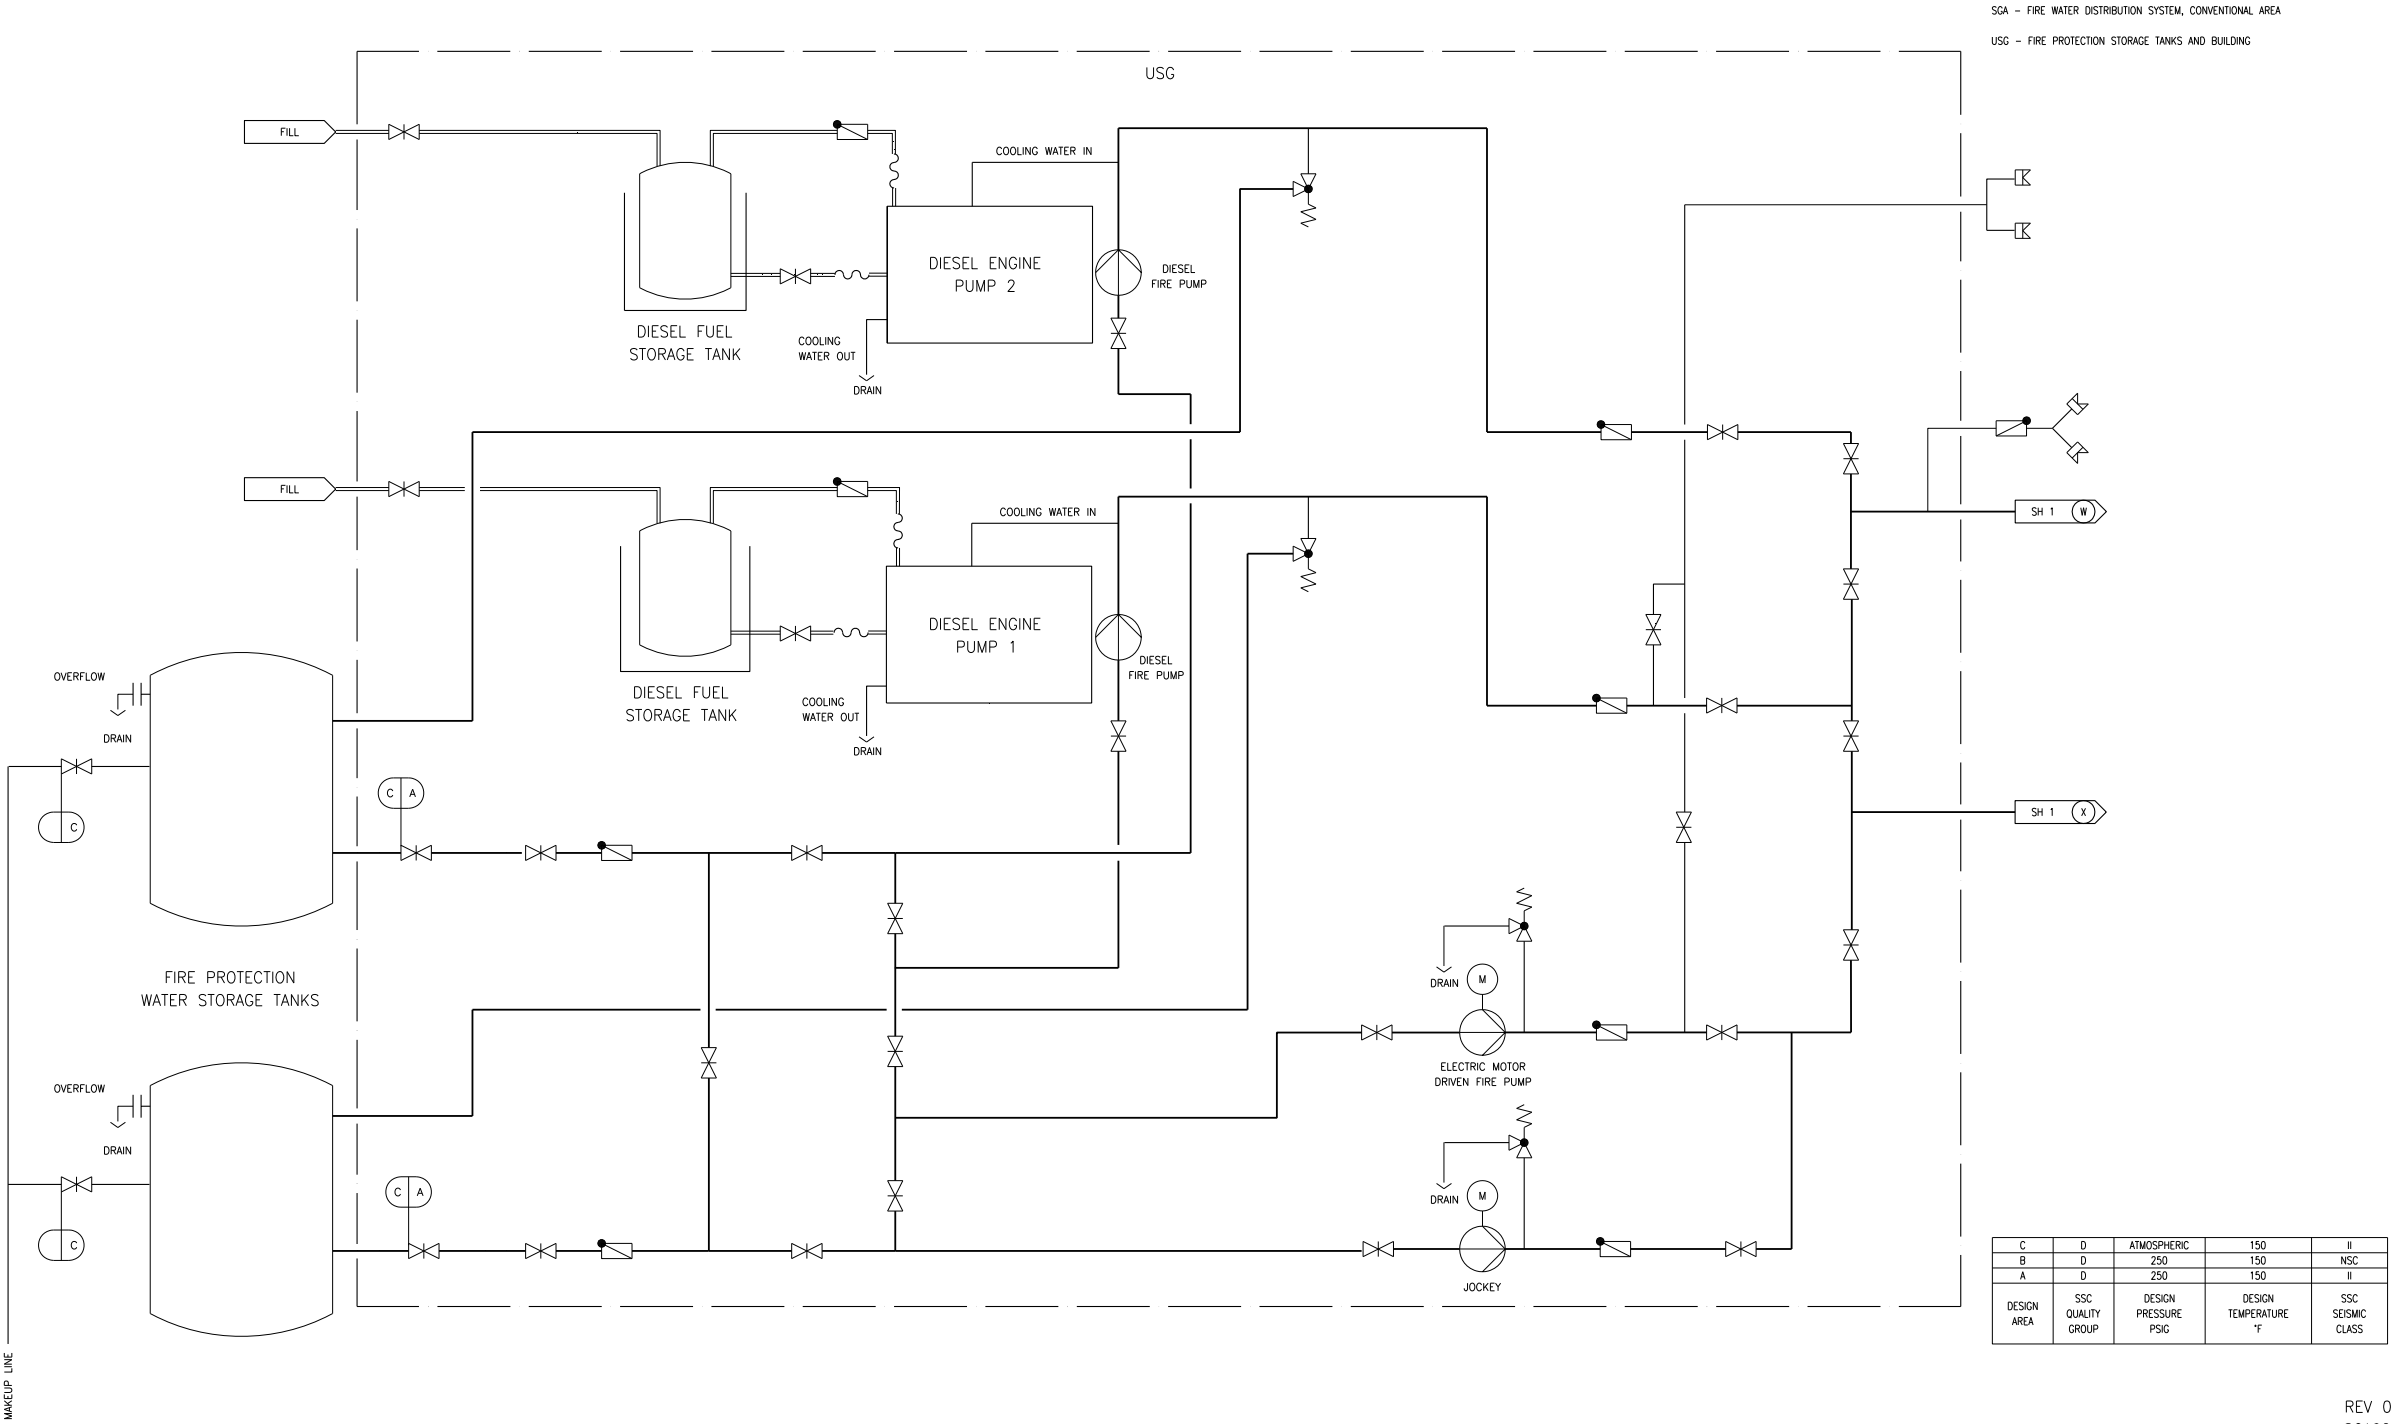 SGA – FIRE WATER DISTRIBUTION SYSTEM, CONVENTIONAL AREA
USG – FIRE PROTECTION STORAGE TANKS AND BUILDING
USG
FILL
COOLING WATER IN
DIESEL ENGINE
PUMP 2
DIESEL
FIRE PUMP
DIESEL FUEL
STORAGE TANK
COOLING
WATER OUT
DRAIN
FILL
COOLING WATER IN
SH 1 W
DIESEL ENGINE
PUMP 1
DIESEL
FIRE PUMP
DIESEL FUEL
STORAGE TANK
COOLING
WATER OUT
DRAIN
OVERFLOW
DRAIN
C A
C
SH 1 X
FIRE PROTECTION
WATER STORAGE TANKS
DRAIN
M
ELECTRIC MOTOR
DRIVEN FIRE PUMP
OVERFLOW
DRAIN
C A
C
DRAIN
M
JOCKEY
C D ATMOSPHERIC 150 II
B D 250 150 NSC
A D 250 150 II
DESIGN
AREA
SSC
QUALITY
GROUP
DESIGN
PRESSURE
PSIG
DESIGN
TEMPERATURE
°F
SSC
SEISMIC
CLASS
MAKEUP LINE
REV 0